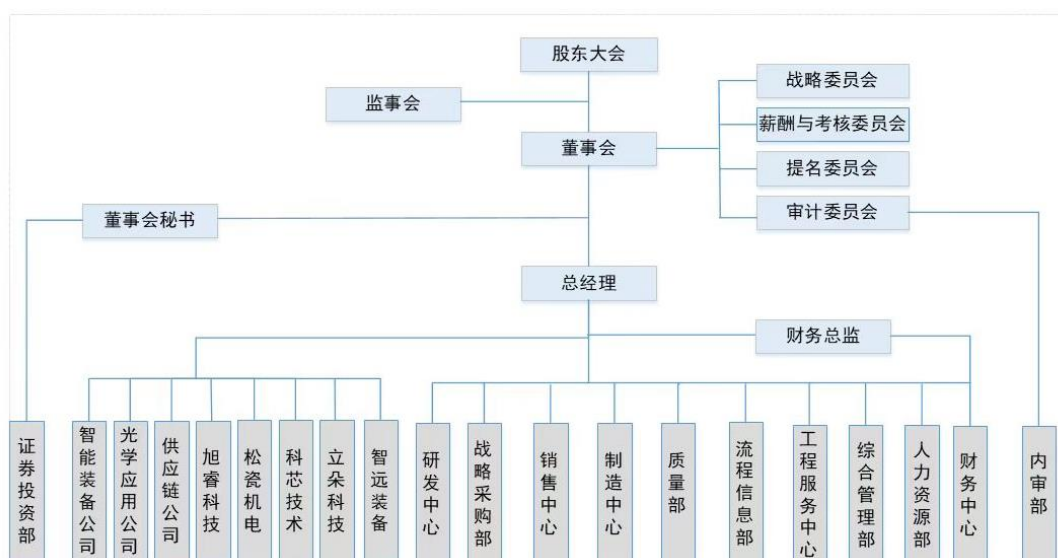 股东大会
监事会
战略委员会
薪酬与考核委员会
董事会
提名委员会
董事会秘书
审计委员会
总经理
财务总监
证券投资部
智能装备公司
光学应用公司
供应链公司
旭睿科技
松瓷机电
科芯技术
立朵科技
智远装备
研发中心
战略采购部
销售中心
制造中心
质量部
流程信息部
工程服务中心
综合管理部
人力资源部
财务中心
内审部